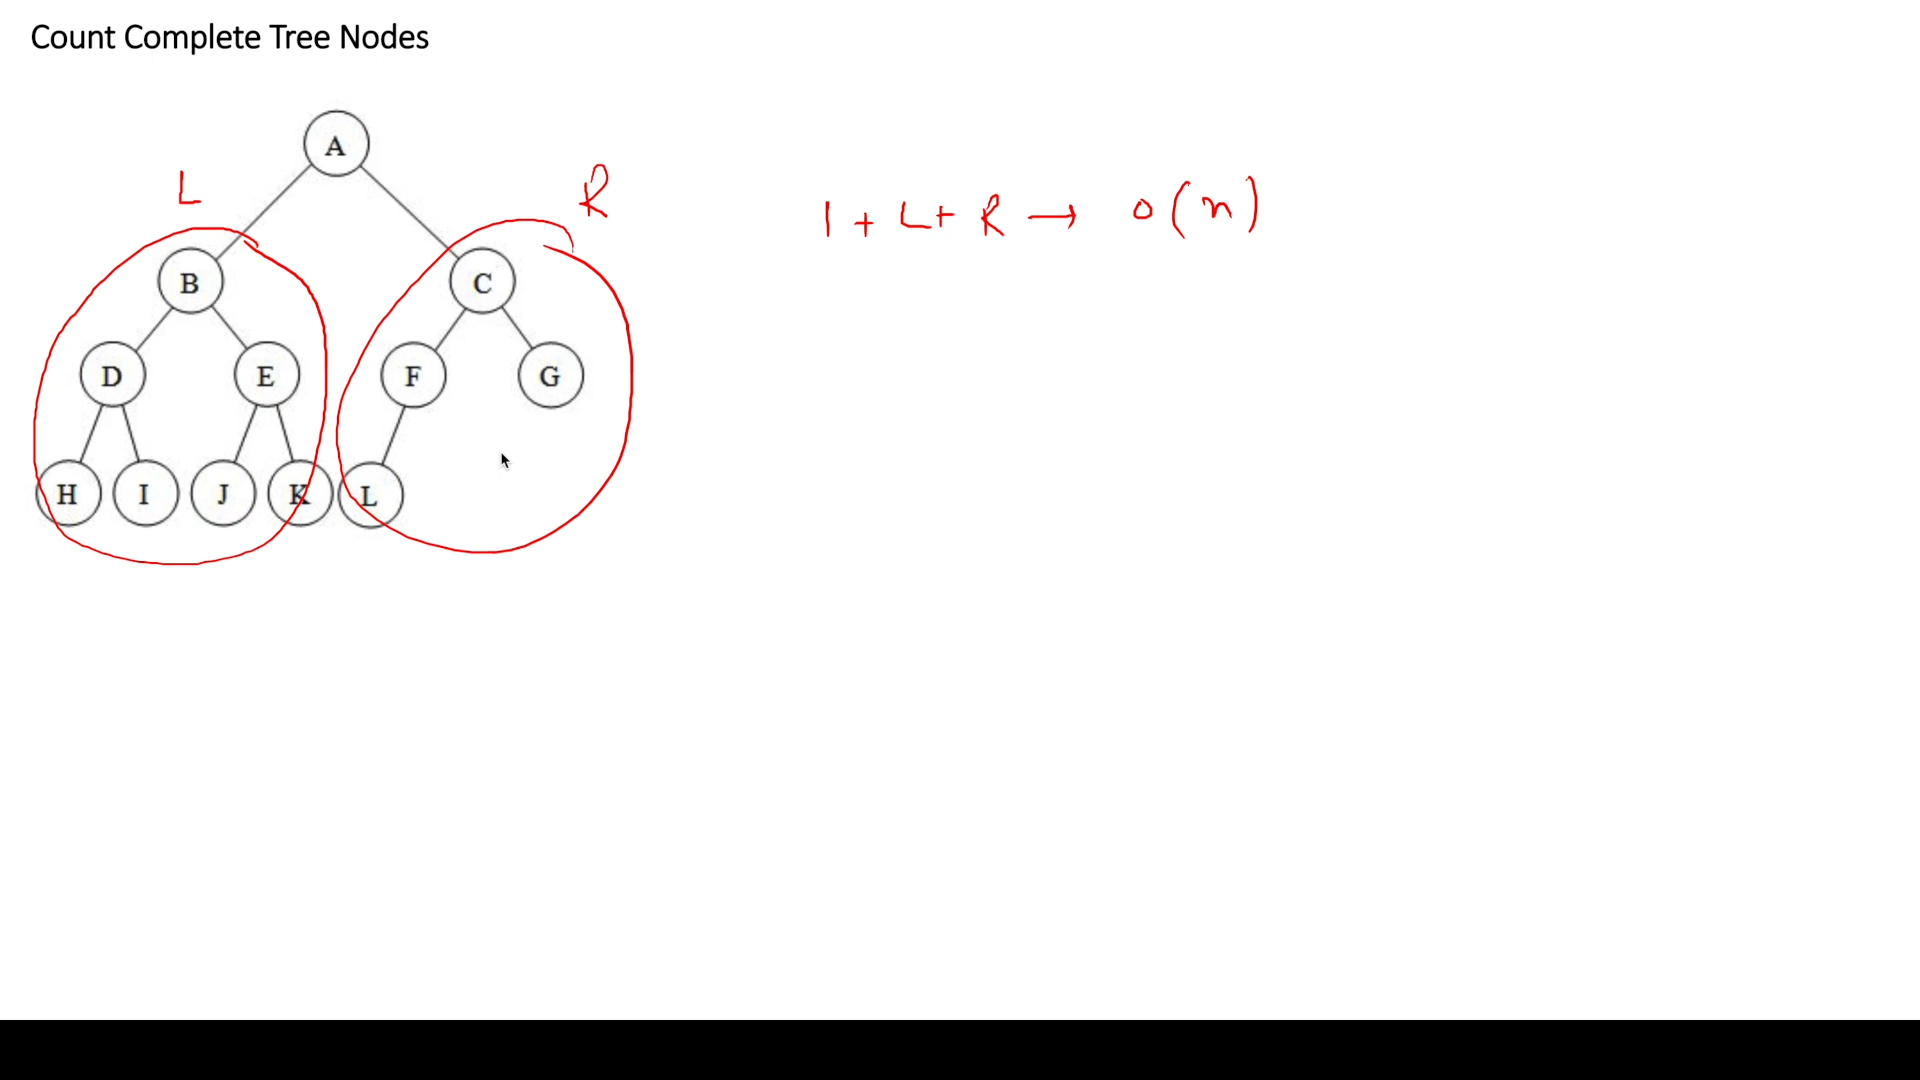 Count Complete Tree Nodes
A
L
R
1 + L + R → o(n)
B
C
D
E
F
G
H
I
J
K
L